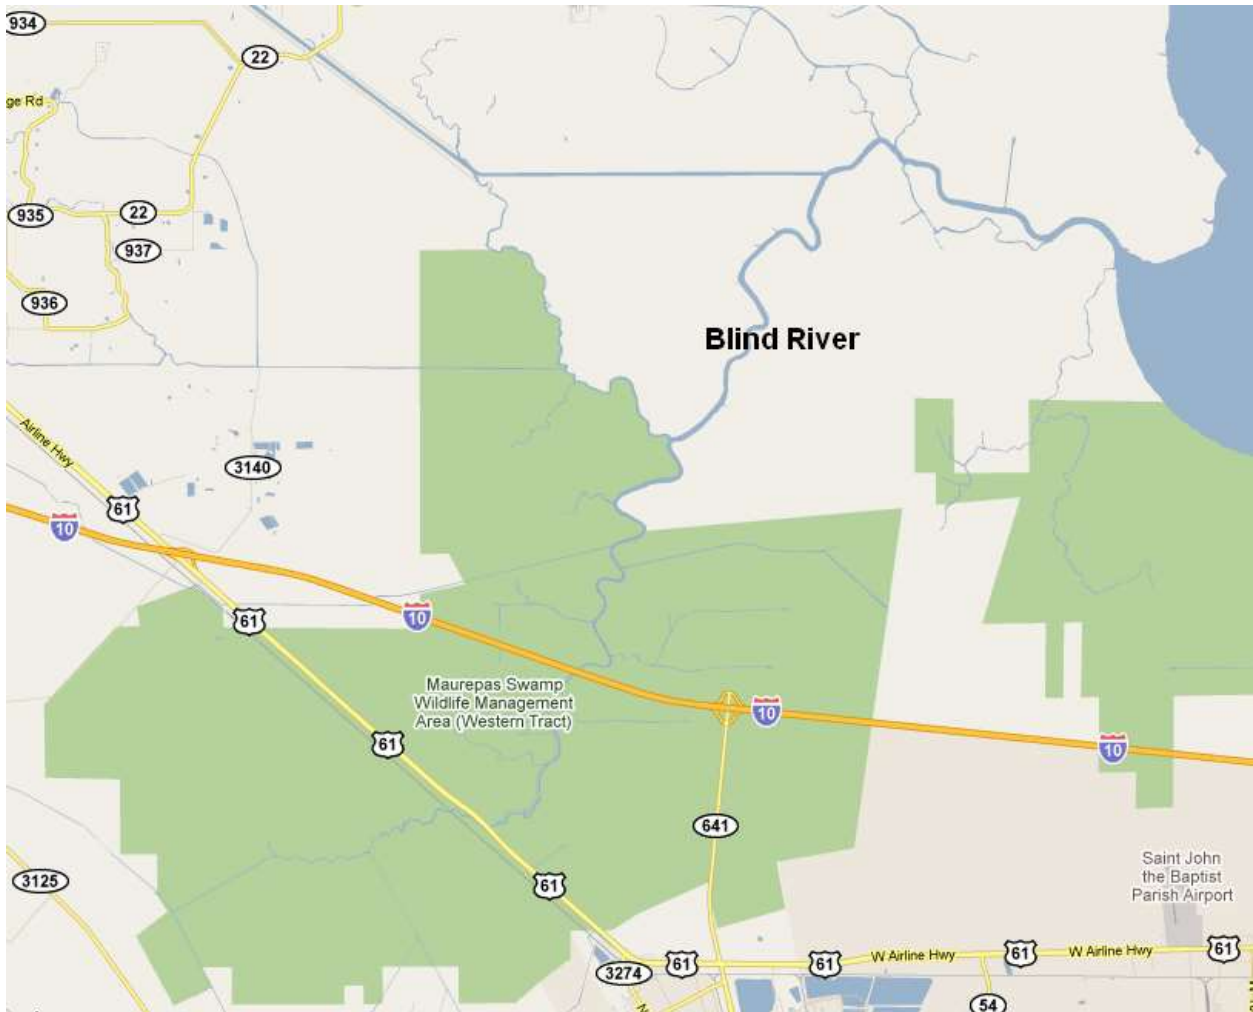 934
22
ge Rd
935
22
937
936
Blind River
Airline Hwy
3140
61
10
61
10
Maurepas Swamp
Wildlife Management
Area (Western Tract)
10
61
10
641
Saint John
the Baptist
Parish Airport
3125
61
61
61
W Airline Hwy
61
W Airline Hwy
61
3274
54